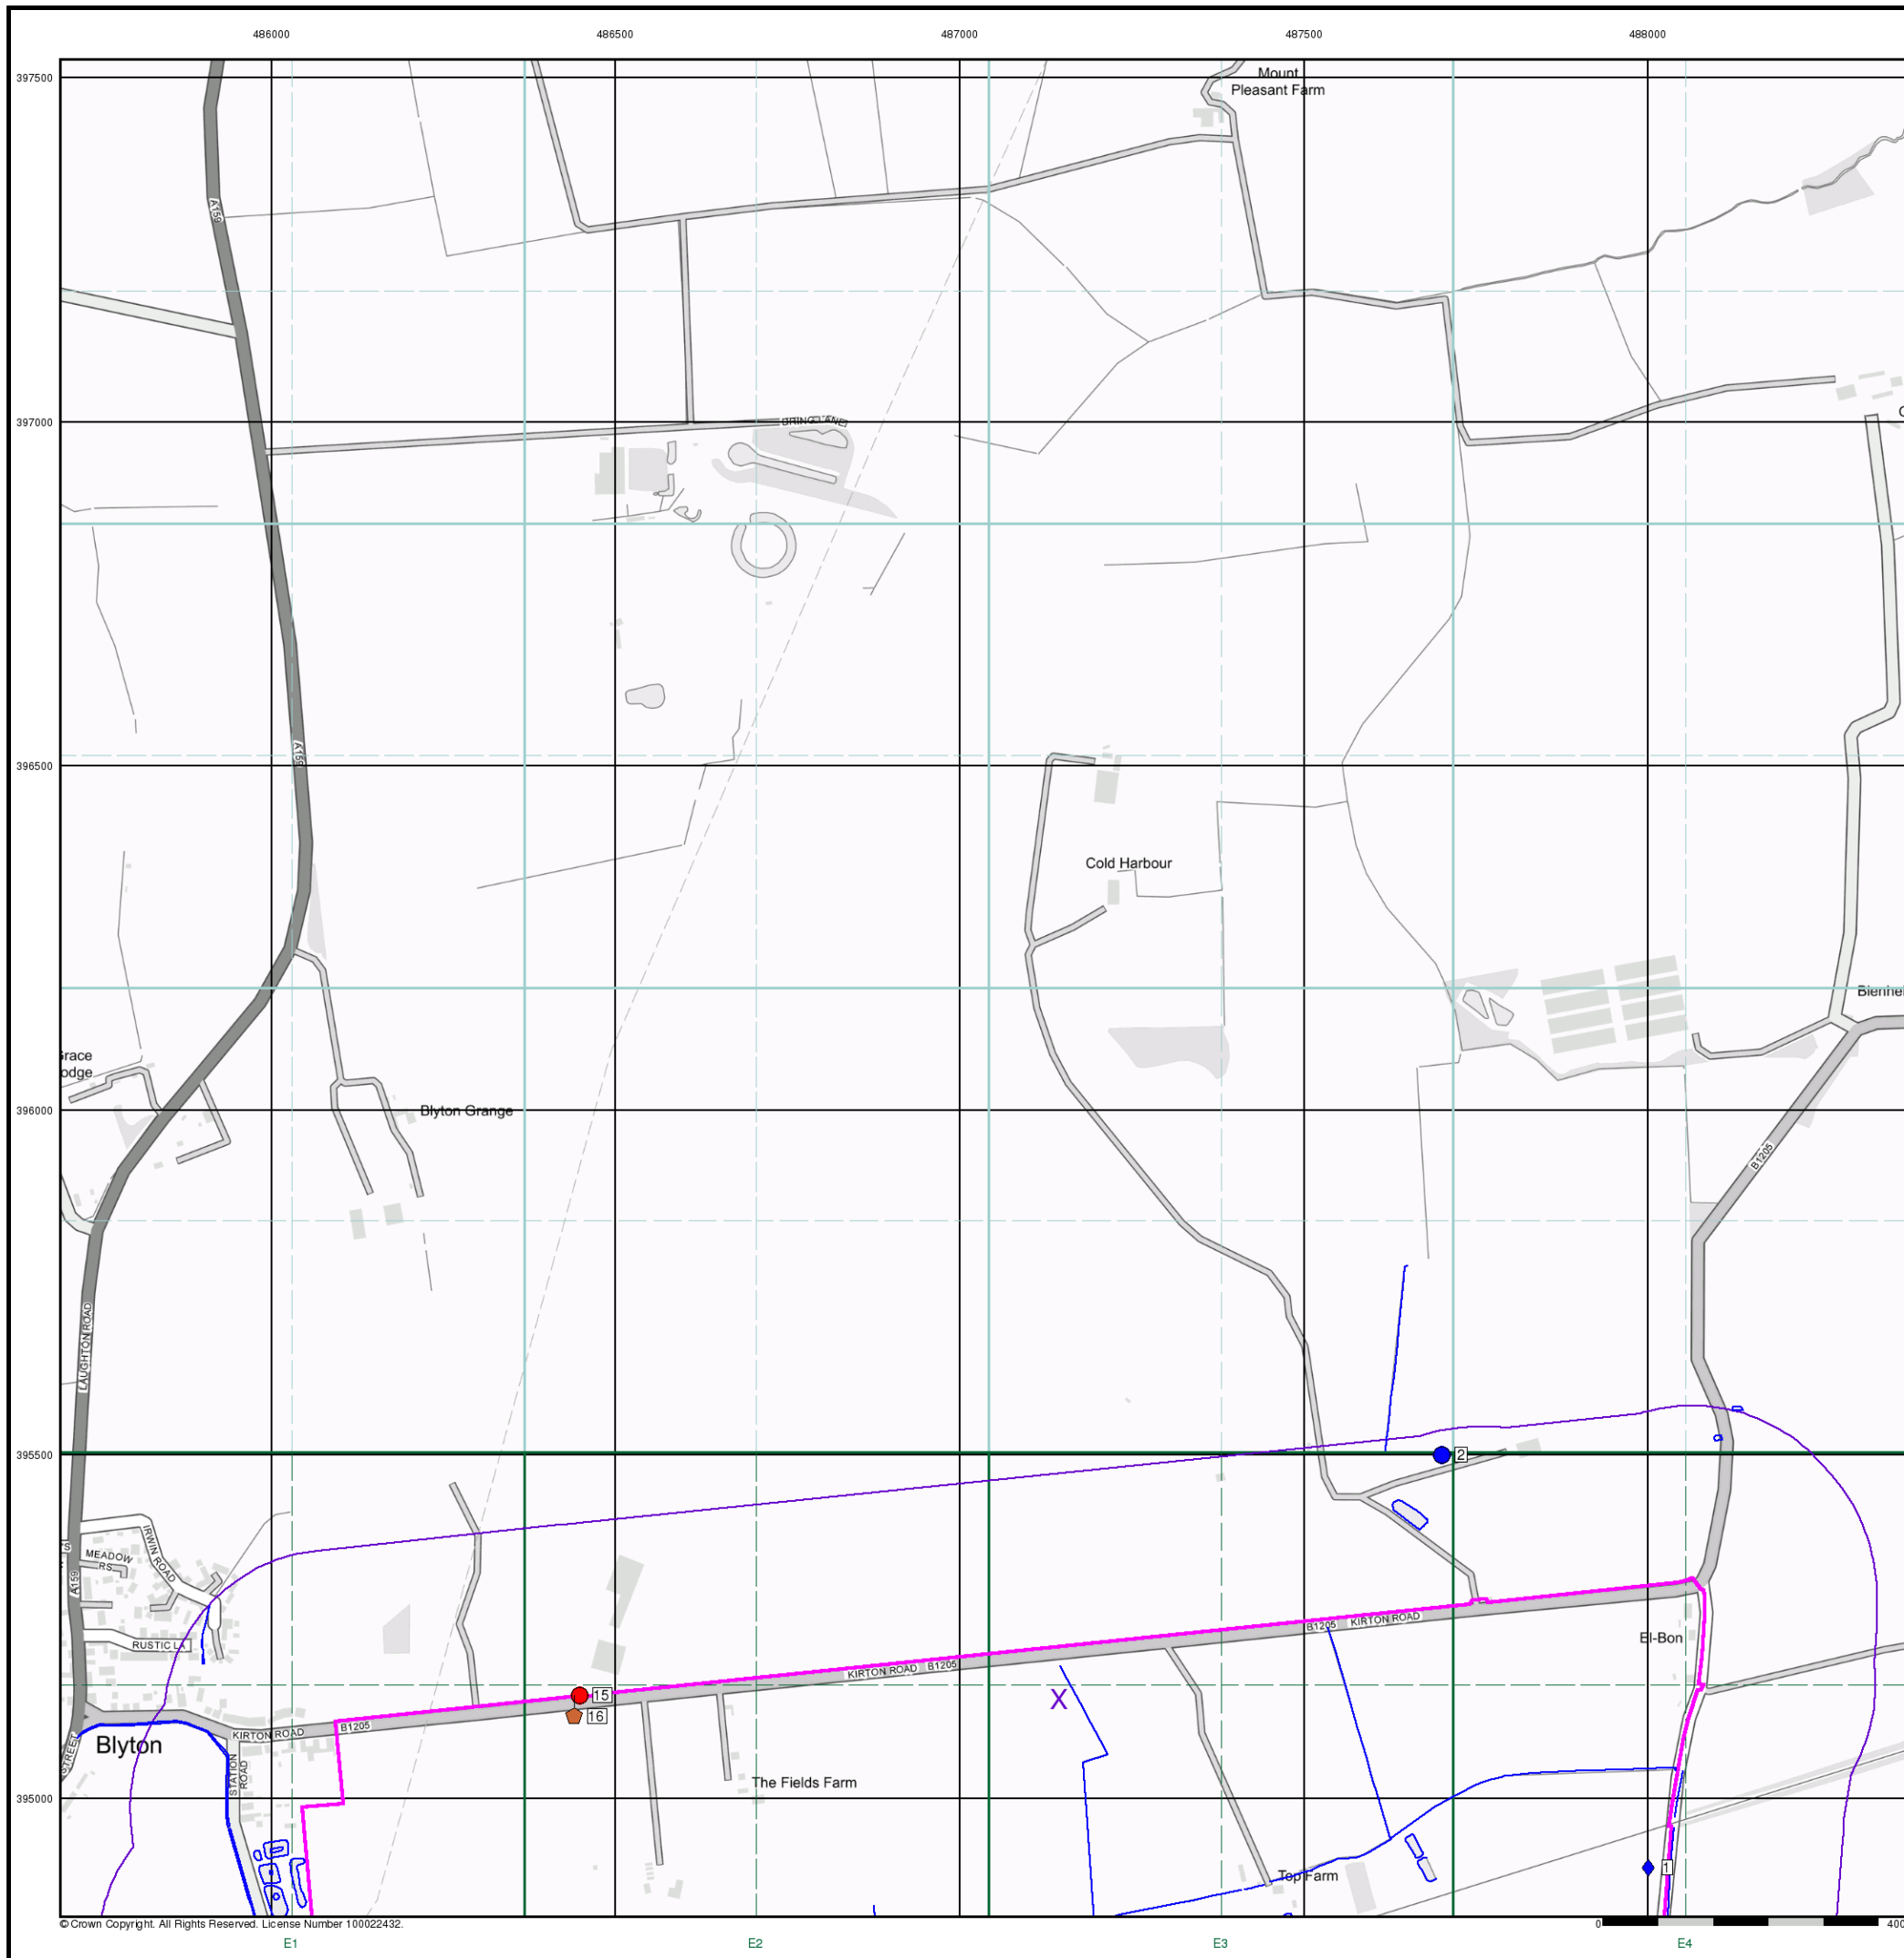 486000 486500 487000 487500 488000
397500
Mount
Pleasant Farm
A159
397000
A159
396500
Cold Harbour
396000
Blyton Grange
B1205
LAUGHTON ROAD
395500
2
IRWIN ROAD
MEADOW
RS
A159
RUSTIC LA
B1205 KIRTON ROAD
El-Bon
KIRTON ROAD B1205
X
15
16
B1205
KIRTON ROAD
Blyton
STATION
ROAD
The Fields Farm
395000
Top Farm
1
© Crown Copyright. All Rights Reserved. License Number 100022432.
0 400
E1 E2 E3 E4